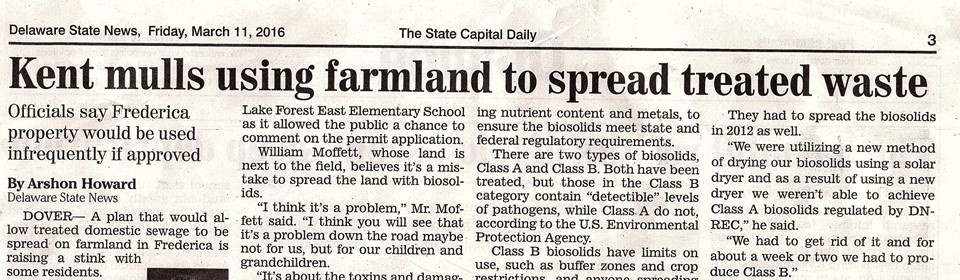 Delaware State News, Friday, March 11, 2016
The State Capital Daily
3
Kent mulls using farmland to spread treated waste
Officials say Frederica
property would be used
infrequently if approved
By Arshon Howard
Delaware State News
DOVER— A plan that would al-
low treated domestic sewage to be
spread on farmland in Frederica is
raising a stink with
some residents.
Lake Forest East Elementary School
as it allowed the public a chance to
comment on the permit application.
William Moffett, whose land is
next to the field, believes it's a mis-
take to spread the land with biosol-
ids.
"I think it's a problem," Mr. Mof-
fett said. "I think you will see that
it's a problem down the road maybe
not for us, but for our children and
grandchildren.
"It's about the toxins and damag-
ing nutrient content and metals, to
ensure the biosolids meet state and
federal regulatory requirements.
There are two types of biosolids,
Class A and Class B. Both have been
treated, but those in the Class B
category contain "detectible" levels
of pathogens, while Class A do not,
according to the U.S. Environmental
Protection Agency.
Class B biosolids have limits on
use, such as buffer zones and crop
restrictions, and anyone spreading
They had to spread the biosolids
in 2012 as well.
"We were utilizing a new method
of drying our biosolids using a solar
dryer and as a result of using a new
dryer we weren't able to achieve
Class A biosolids regulated by DN-
REC," he said.
"We had to get rid of it and for
about a week or two we had to pro-
duce Class B.